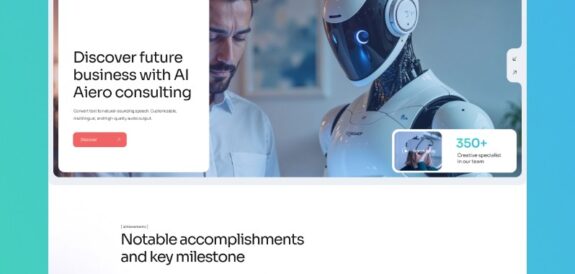 Discover future
business with AI
Aiero consulting
Convert text to natural-sounding speech. Customizable,
multilingual, and high-quality audio output.
Discover
350+
Creative specialist
in our team
[ achievements ]
Notable accomplishments
and key milestone